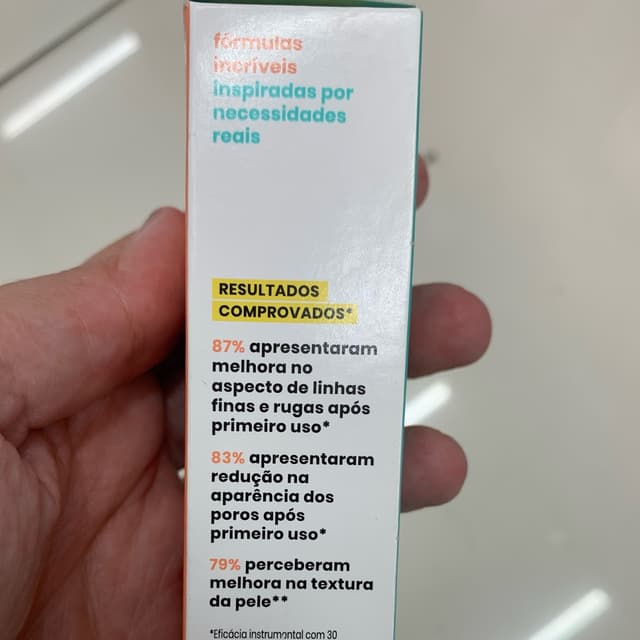 fórmulas
incríveis
inspiradas por
necessidades
reais
RESULTADOS
COMPROVADOS*
87% apresentaram
melhora no
aspecto de linhas
finas e rugas após
primeiro uso*
83% apresentaram
redução na
aparência dos
poros após
primeiro uso*
79% perceberam
melhora na textura
da pele**
*Eficácia instrumental com 30